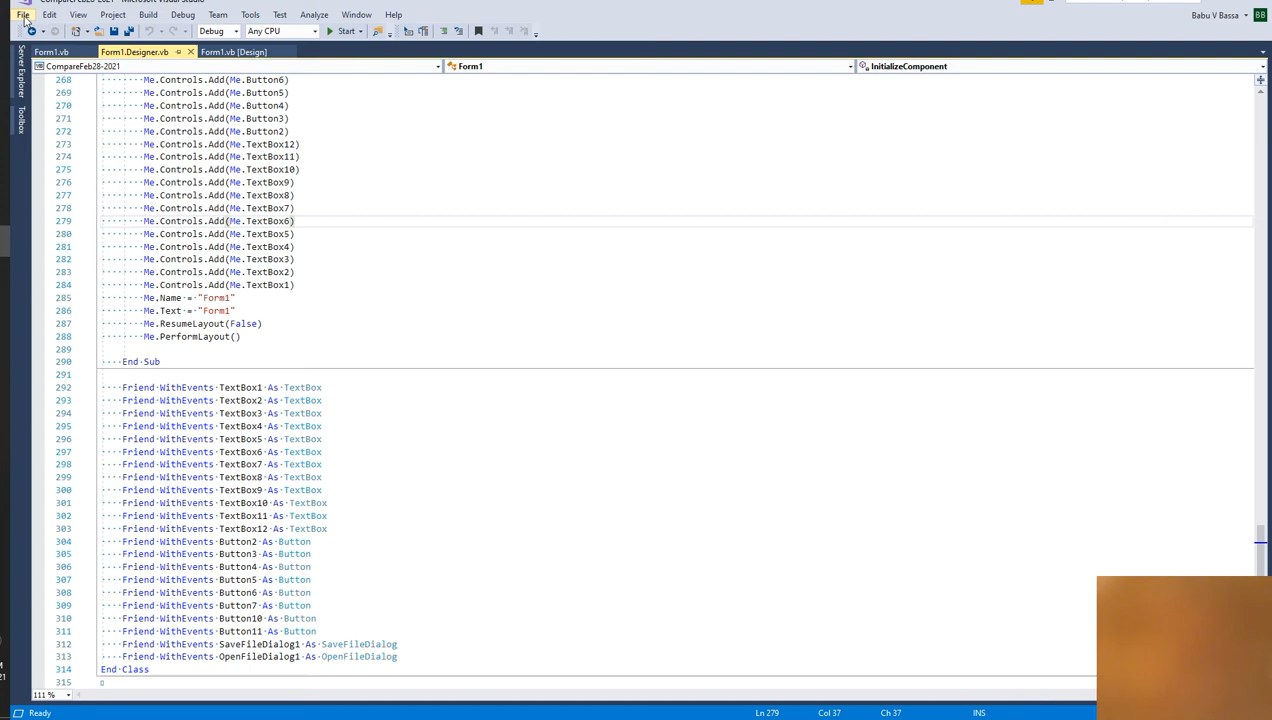 CompareFeb28-2021 - Microsoft Visual Studio
File Edit View Project Build Debug Team Tools Test Analyze Window Help
Babu V Bassa BB
Debug Any CPU Start
Form1.vb Form1.Designer.vb Form1.vb [Design]
CompareFeb28-2021 Form1 InitializeComponent
Server Explorer
Toolbox
268 Me.Controls.Add(Me.Button6)
269 Me.Controls.Add(Me.Button5)
270 Me.Controls.Add(Me.Button4)
271 Me.Controls.Add(Me.Button3)
272 Me.Controls.Add(Me.Button2)
273 Me.Controls.Add(Me.TextBox12)
274 Me.Controls.Add(Me.TextBox11)
275 Me.Controls.Add(Me.TextBox10)
276 Me.Controls.Add(Me.TextBox9)
277 Me.Controls.Add(Me.TextBox8)
278 Me.Controls.Add(Me.TextBox7)
279 Me.Controls.Add(Me.TextBox6)
280 Me.Controls.Add(Me.TextBox5)
281 Me.Controls.Add(Me.TextBox4)
282 Me.Controls.Add(Me.TextBox3)
283 Me.Controls.Add(Me.TextBox2)
284 Me.Controls.Add(Me.TextBox1)
285 Me.Name = "Form1"
286 Me.Text = "Form1"
287 Me.ResumeLayout(False)
288 Me.PerformLayout()
289
290 End Sub
291
292 Friend WithEvents TextBox1 As TextBox
293 Friend WithEvents TextBox2 As TextBox
294 Friend WithEvents TextBox3 As TextBox
295 Friend WithEvents TextBox4 As TextBox
296 Friend WithEvents TextBox5 As TextBox
297 Friend WithEvents TextBox6 As TextBox
298 Friend WithEvents TextBox7 As TextBox
299 Friend WithEvents TextBox8 As TextBox
300 Friend WithEvents TextBox9 As TextBox
301 Friend WithEvents TextBox10 As TextBox
302 Friend WithEvents TextBox11 As TextBox
303 Friend WithEvents TextBox12 As TextBox
304 Friend WithEvents Button2 As Button
305 Friend WithEvents Button3 As Button
306 Friend WithEvents Button4 As Button
307 Friend WithEvents Button5 As Button
308 Friend WithEvents Button6 As Button
309 Friend WithEvents Button7 As Button
310 Friend WithEvents Button10 As Button
311 Friend WithEvents Button11 As Button
312 Friend WithEvents SaveFileDialog1 As SaveFileDialog
313 Friend WithEvents OpenFileDialog1 As OpenFileDialog
314 End Class
315
111 %
Ready Ln 279 Col 37 Ch 37 INS